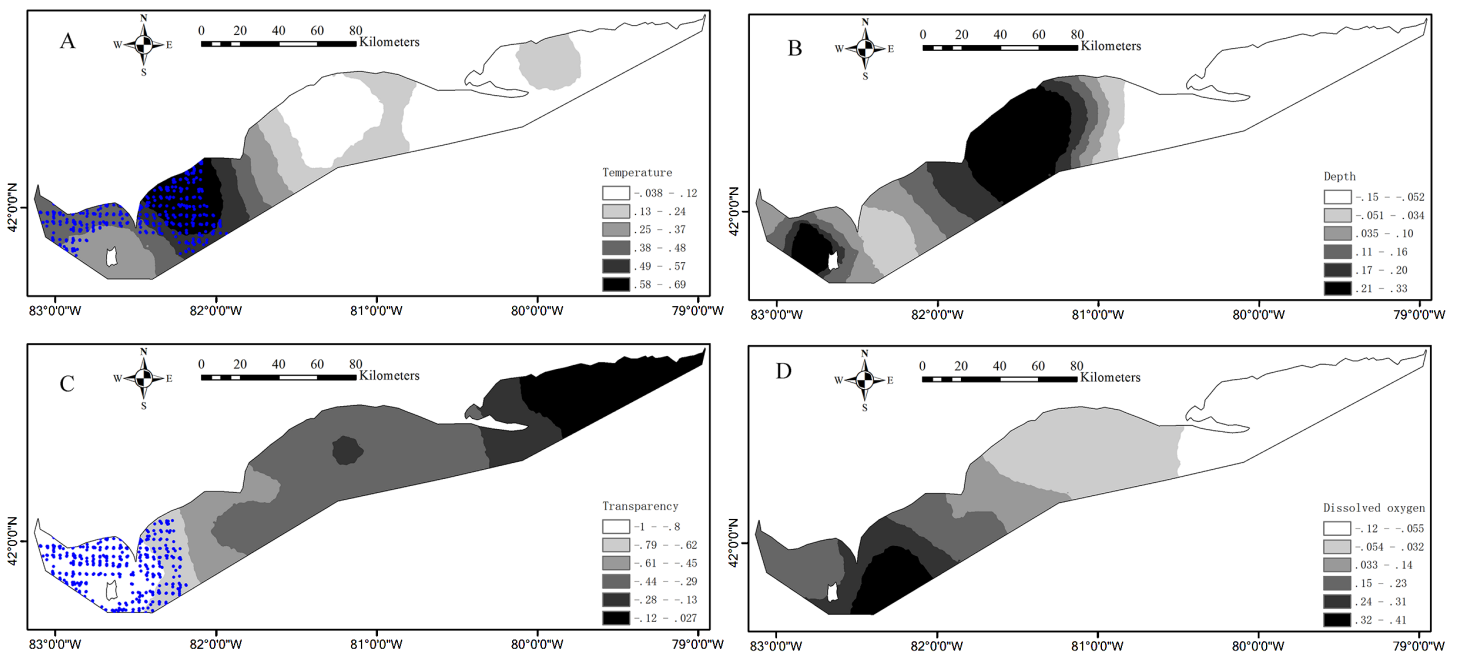 A
N
W E
S
0 20 40 60 80
Kilometers
42°0'0"N
Temperature
-.038 - .12
.13 - .24
.25 - .37
.38 - .48
.49 - .57
.58 - .69
83°0'0"W 82°0'0"W 81°0'0"W 80°0'0"W 79°0'0"W
B
N
W E
S
0 20 40 60 80
Kilometers
42°0'0"N
Depth
-.15 - -.052
-.051 - .034
.035 - .10
.11 - .16
.17 - .20
.21 - .33
83°0'0"W 82°0'0"W 81°0'0"W 80°0'0"W 79°0'0"W
C
N
W E
S
0 20 40 60 80
Kilometers
42°0'0"N
Transparency
-1 - -.8
-.79 - -.62
-.61 - -.45
-.44 - -.29
-.28 - -.13
-.12 - .027
83°0'0"W 82°0'0"W 81°0'0"W 80°0'0"W 79°0'0"W
D
N
W E
S
0 20 40 60 80
Kilometers
42°0'0"N
Dissolved oxygen
-.12 - -.055
-.054 - .032
.033 - .14
.15 - .23
.24 - .31
.32 - .41
83°0'0"W 82°0'0"W 81°0'0"W 80°0'0"W 79°0'0"W